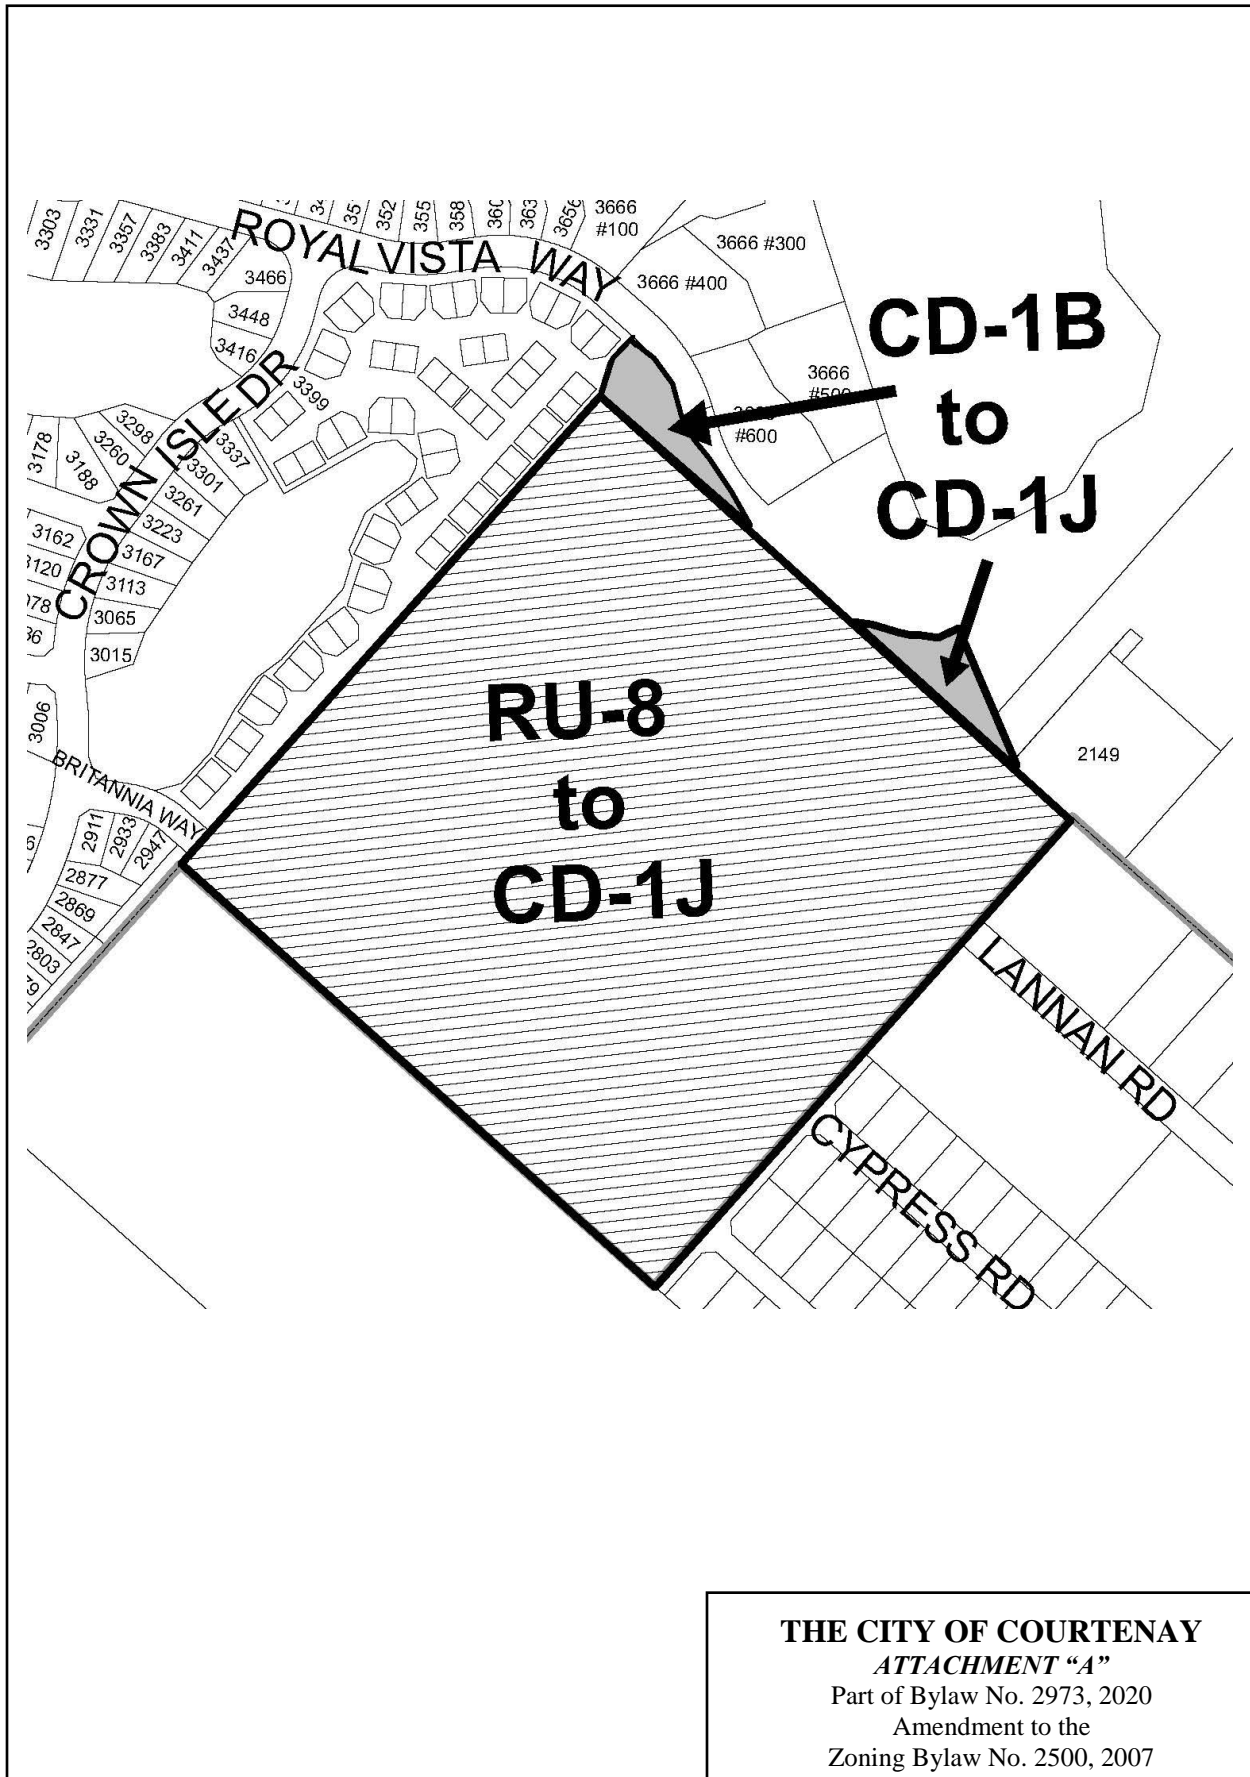 3303
3331
3357
3383
3411
3437
3466
3448
3416
352
355
358
360
363
3656
3666
#100
3666 #300
3666 #400
3666
#500
#600
ROYAL VISTA WAY
CROWN ISLE DR
3399
3337
3298
3260
3178
3188
3301
3261
3223
3167
3113
3065
3015
3162
3120
3006
BRITANNIA WAY
2911
2933
2947
2877
2869
2847
2803
CD-1B
to
CD-1J
RU-8
to
CD-1J
2149
LANNAN RD
CYPRESS RD
THE CITY OF COURTENAY
ATTACHMENT “A”
Part of Bylaw No. 2973, 2020
Amendment to the
Zoning Bylaw No. 2500, 2007